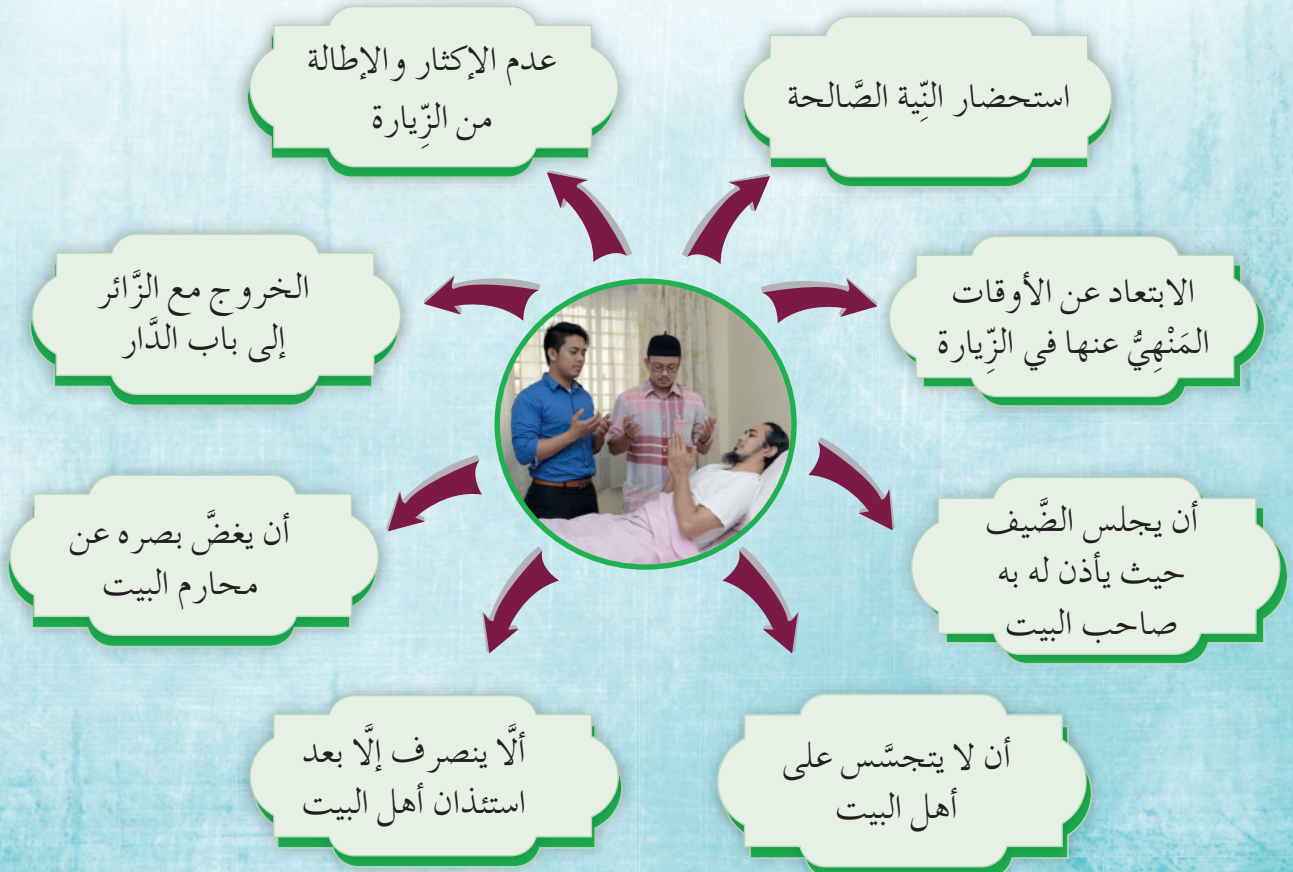 استحضار النِّية الصَّالحة
عدم الإكثار والإطالة
من الزِّيارة
الابتعاد عن الأوقات
المَنْهِيُّ عنها في الزِّيارة
الخروج مع الزَّائر
إلى باب الدَّار
أن يجلس الضَّيف
حيث يأذن له به
صاحب البيت
أن يغضَّ بصره عن
محارم البيت
أن لا يتجسَّس على
أهل البيت
ألَّا ينصرف إلَّا بعد
استئذان أهل البيت